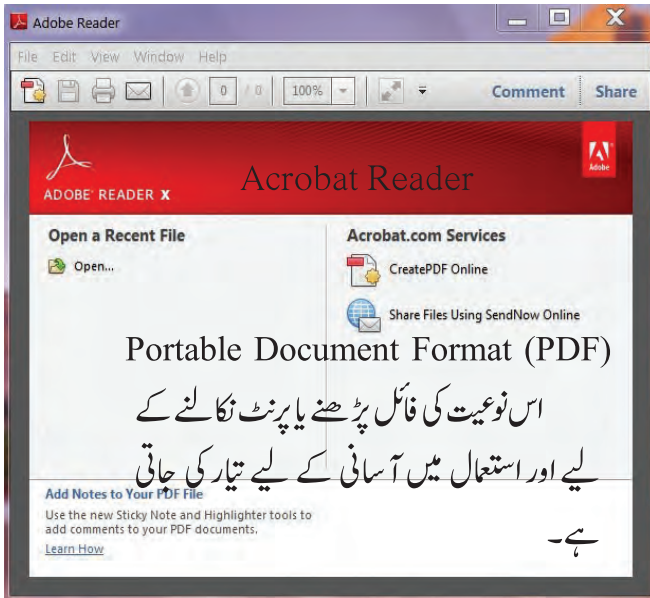 Adobe Reader
File Edit View Window Help
0 / 0 100% Comment Share
ADOBE® READER X
Acrobat Reader
Adobe
Open a Recent File
Open...
Acrobat.com Services
CreatePDF Online
Share Files Using SendNow Online
Portable Document Format (PDF)
اس نوعیت کی فائل پڑھنے یا پرنٹ نکالنے کے
لیے اور استعمال میں آسانی کے لیے تیار کی جاتی
ہے۔
Add Notes to Your PDF File
Use the new Sticky Note and Highlighter tools to
add comments to your PDF documents.
Learn How